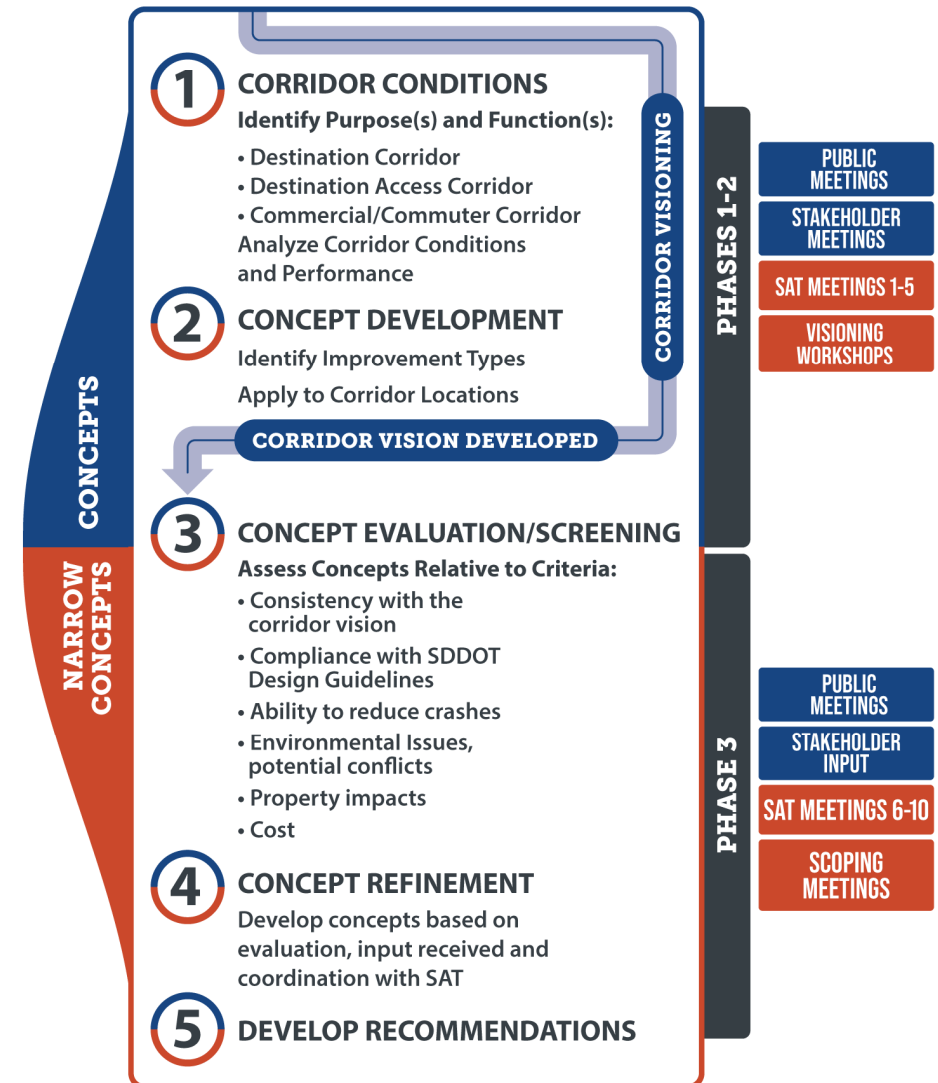 1
CORRIDOR CONDITIONS
Identify Purpose(s) and Function(s):
• Destination Corridor
• Destination Access Corridor
• Commercial/Commuter Corridor
Analyze Corridor Conditions
and Performance
2
CONCEPT DEVELOPMENT
Identify Improvement Types
Apply to Corridor Locations
CORRIDOR VISIONING
CORRIDOR VISION DEVELOPED
3
CONCEPT EVALUATION/SCREENING
Assess Concepts Relative to Criteria:
• Consistency with the
corridor vision
• Compliance with SDDOT
Design Guidelines
• Ability to reduce crashes
• Environmental Issues,
potential conflicts
• Property impacts
• Cost
4
CONCEPT REFINEMENT
Develop concepts based on
evaluation, input received and
coordination with SAT
5
DEVELOP RECOMMENDATIONS
CONCEPTS
NARROW
CONCEPTS
PHASES 1-2
PUBLIC
MEETINGS
STAKEHOLDER
MEETINGS
SAT MEETINGS 1-5
VISIONING
WORKSHOPS
PHASE 3
PUBLIC
MEETINGS
STAKEHOLDER
INPUT
SAT MEETINGS 6-10
SCOPING
MEETINGS